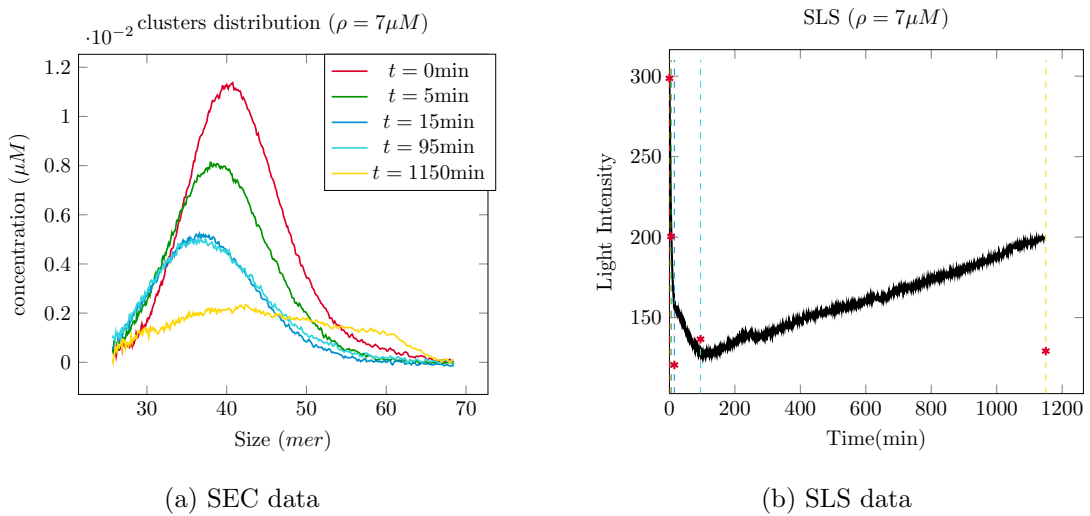 clusters distribution (ρ = 7μM)
·10⁻²
1.2
1
0.8
0.6
0.4
0.2
0
30
40
50
60
70
concentration (μM)
Size (mer)
t = 0min
t = 5min
t = 15min
t = 95min
t = 1150min
(a) SEC data
SLS (ρ = 7μM)
300
250
200
150
0
200
400
600
800
1000
1200
Light Intensity
Time(min)
(b) SLS data